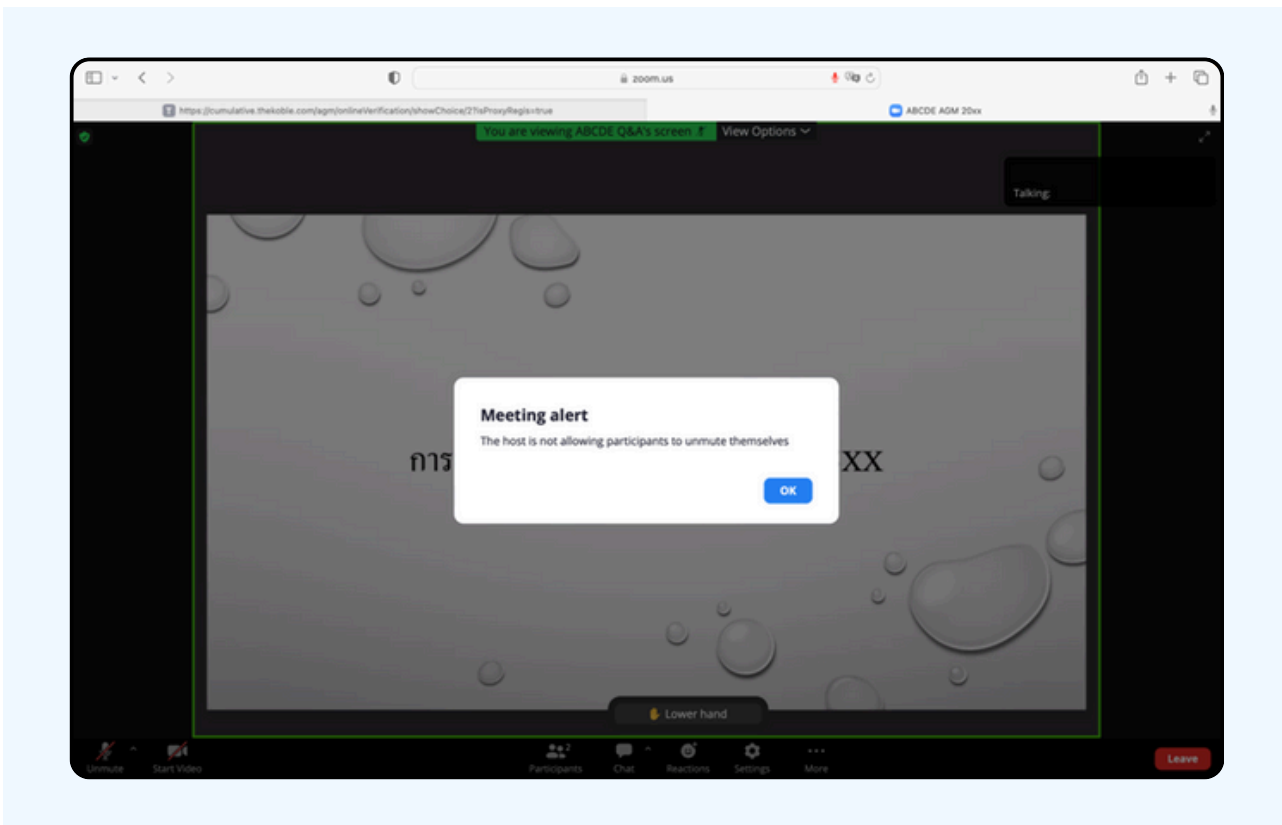 zoom.us
https://cumulative.thekoble.com/agm/onlineVerification/showChoice/2?isProxyRegis=true
ABCDE AGM 20xx
You are viewing ABCDE Q&A's screen
View Options
Talking:
Meeting alert
The host is not allowing participants to unmute themselves
การ
XX
OK
Lower hand
Unmute
Start Video
2
Participants
Chat
Reactions
Settings
More
Leave